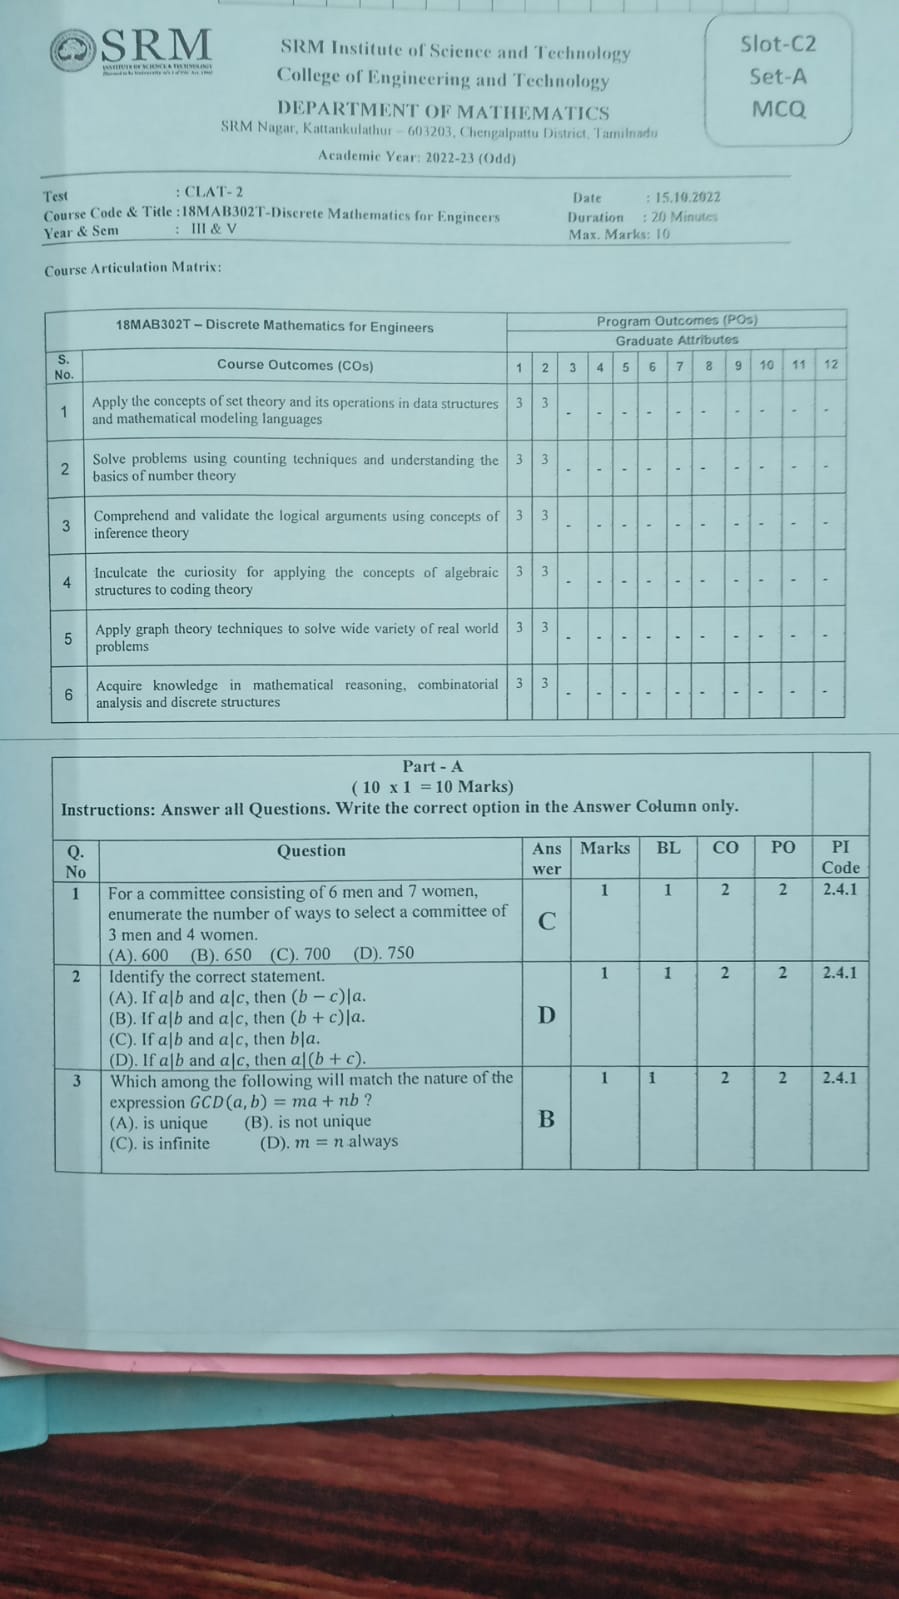 SRM
INSTITUTE OF SCIENCE & TECHNOLOGY
SRM Institute of Science and Technology
College of Engineering and Technology
DEPARTMENT OF MATHEMATICS
SRM Nagar, Kattankulathur – 603203, Chengalpattu District, Tamilnadu
Academic Year: 2022-23 (Odd)
Slot-C2
Set-A
MCQ
Test : CLAT- 2
Course Code & Title :18MAB302T-Discrete Mathematics for Engineers
Year & Sem : III & V
Date : 15.10.2022
Duration : 20 Minutes
Max. Marks: 10
Course Articulation Matrix:
18MAB302T – Discrete Mathematics for Engineers
Program Outcomes (POs)
Graduate Attributes
S. No. Course Outcomes (COs) 1 2 3 4 5 6 7 8 9 10 11 12
1 Apply the concepts of set theory and its operations in data structures 3 3 - - - - - - - - - -
and mathematical modeling languages
2 Solve problems using counting techniques and understanding the 3 3 - - - - - - - - - -
basics of number theory
3 Comprehend and validate the logical arguments using concepts of 3 3 - - - - - - - - - -
inference theory
4 Inculcate the curiosity for applying the concepts of algebraic 3 3 - - - - - - - - - -
structures to coding theory
5 Apply graph theory techniques to solve wide variety of real world 3 3 - - - - - - - - - -
problems
6 Acquire knowledge in mathematical reasoning, combinatorial 3 3 - - - - - - - - - -
analysis and discrete structures
Part - A
( 10 x 1 = 10 Marks)
Instructions: Answer all Questions. Write the correct option in the Answer Column only.
Q. No Question Ans wer Marks BL CO PO PI Code
1 For a committee consisting of 6 men and 7 women, C 1 1 2 2 2.4.1
enumerate the number of ways to select a committee of
3 men and 4 women.
(A). 600 (B). 650 (C). 700 (D). 750
2 Identify the correct statement. D 1 1 2 2 2.4.1
(A). If a|b and a|c, then (b − c)|a.
(B). If a|b and a|c, then (b + c)|a.
(C). If a|b and a|c, then b|a.
(D). If a|b and a|c, then a|(b + c).
3 Which among the following will match the nature of the B 1 1 2 2 2.4.1
expression GCD(a, b) = ma + nb ?
(A). is unique (B). is not unique
(C). is infinite (D). m = n always